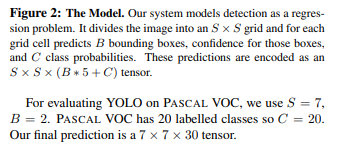 Figure 2: The Model. Our system models detection as a regres-
sion problem. It divides the image into an S × S grid and for each
grid cell predicts B bounding boxes, confidence for those boxes,
and C class probabilities. These predictions are encoded as an
S × S × (B ∗ 5 + C) tensor.
For evaluating YOLO on PASCAL VOC, we use S = 7,
B = 2. PASCAL VOC has 20 labelled classes so C = 20.
Our final prediction is a 7 × 7 × 30 tensor.